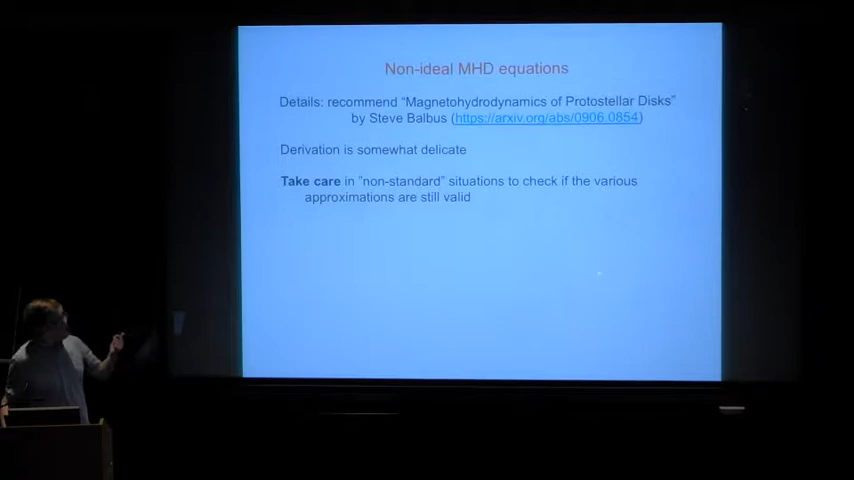 Non-ideal MHD equations
Details: recommend “Magnetohydrodynamics of Protostellar Disks”
by Steve Balbus (https://arxiv.org/abs/0906.0854)
Derivation is somewhat delicate
Take care in ”non-standard” situations to check if the various
approximations are still valid